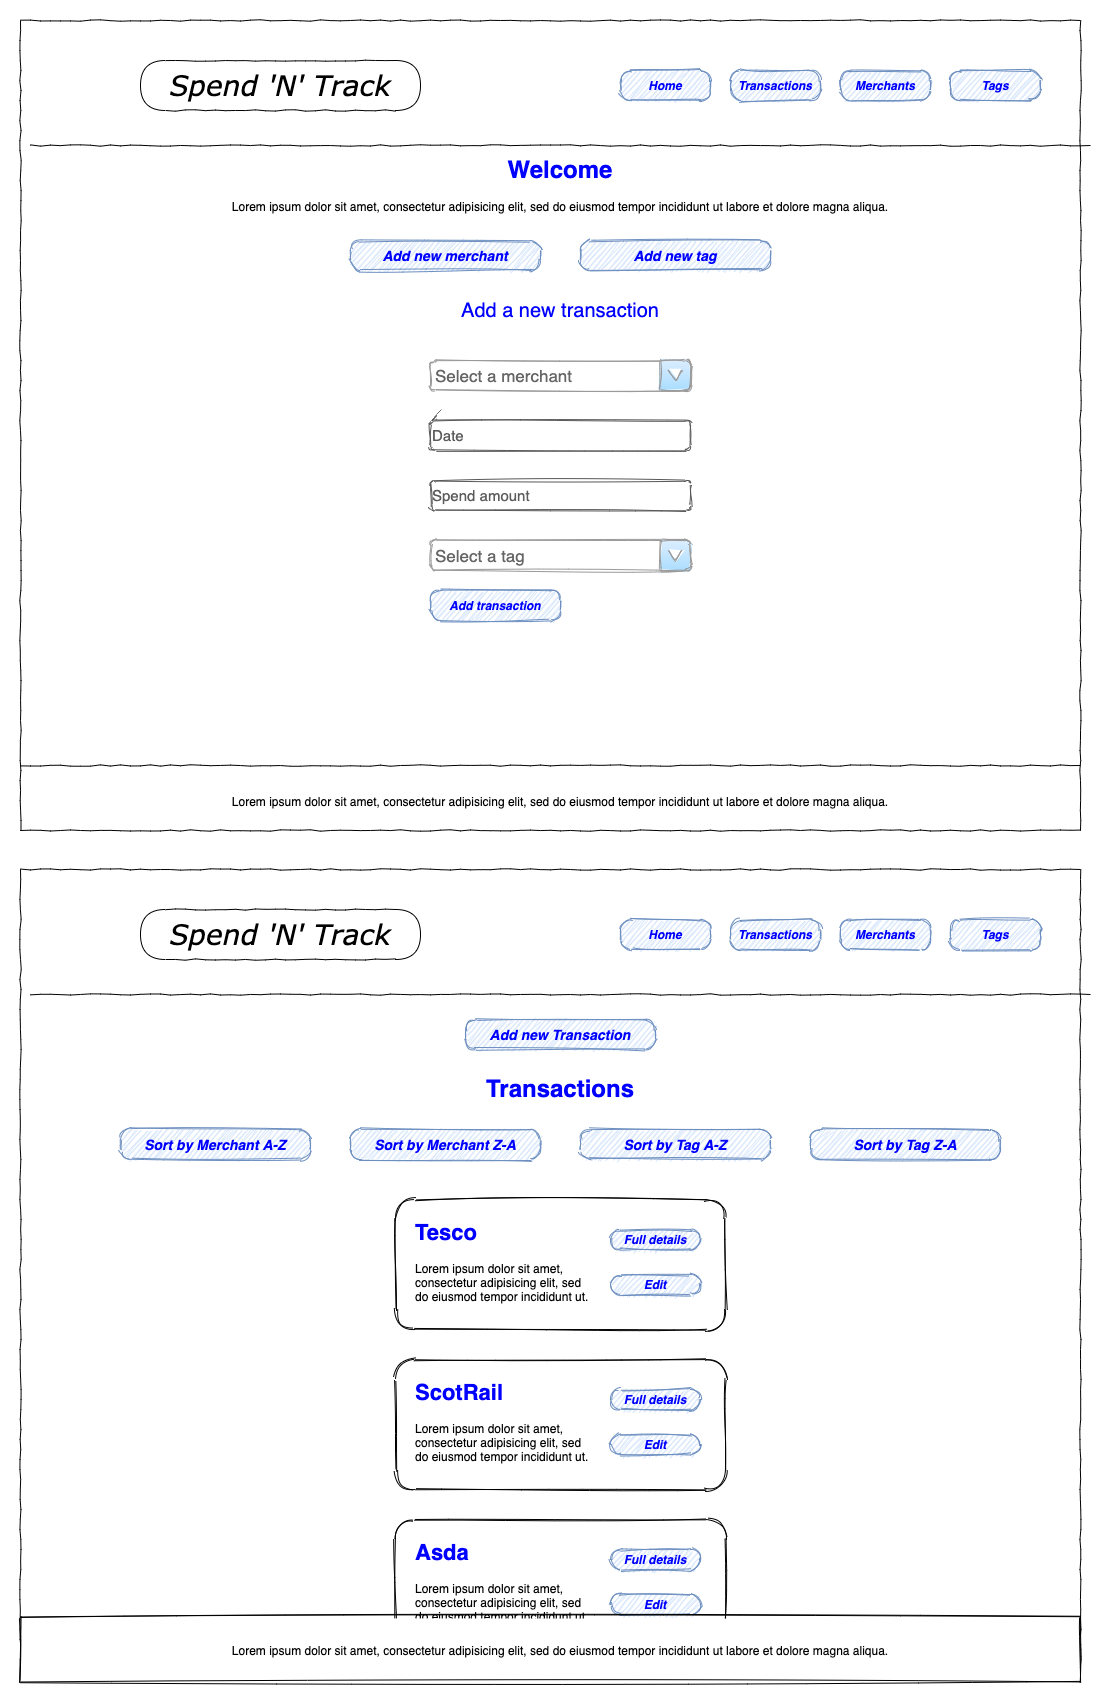 Spend 'N' Track
Home
Transactions
Merchants
Tags
Welcome
Lorem ipsum dolor sit amet, consectetur adipisicing elit, sed do eiusmod tempor incididunt ut labore et dolore magna aliqua.
Add new merchant
Add new tag
Add a new transaction
Select a merchant
Date
Spend amount
Select a tag
Add transaction
Lorem ipsum dolor sit amet, consectetur adipisicing elit, sed do eiusmod tempor incididunt ut labore et dolore magna aliqua.
Spend 'N' Track
Home
Transactions
Merchants
Tags
Add new Transaction
Transactions
Sort by Merchant A-Z
Sort by Merchant Z-A
Sort by Tag A-Z
Sort by Tag Z-A
Tesco
Full details
Lorem ipsum dolor sit amet,
consectetur adipisicing elit, sed
do eiusmod tempor incididunt ut.
Edit
ScotRail
Full details
Lorem ipsum dolor sit amet,
consectetur adipisicing elit, sed
do eiusmod tempor incididunt ut.
Edit
Asda
Full details
Lorem ipsum dolor sit amet,
consectetur adipisicing elit, sed
do eiusmod tempor incididunt ut
Edit
Lorem ipsum dolor sit amet, consectetur adipisicing elit, sed do eiusmod tempor incididunt ut labore et dolore magna aliqua.